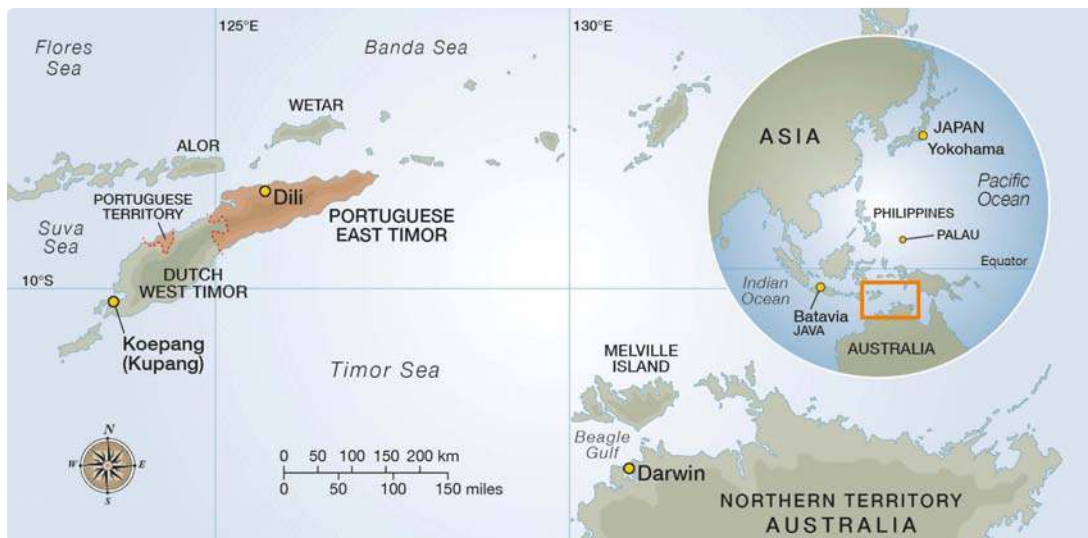 125°E
130°E
Flores
Sea
Banda Sea
WETAR
ALOR
PORTUGUESE
TERRITORY
Dili
PORTUGUESE
EAST TIMOR
Suva
Sea
DUTCH
WEST TIMOR
10°S
Koepang
(Kupang)
Timor Sea
MELVILLE
ISLAND
Beagle
Gulf
Darwin
NORTHERN TERRITORY
AUSTRALIA
N
W
E
S
0 50 100 150 200 km
0 50 100 150 miles
ASIA
JAPAN
Yokohama
Pacific
Ocean
PHILIPPINES
PALAU
Equator
Indian
Ocean
Batavia
JAVA
AUSTRALIA